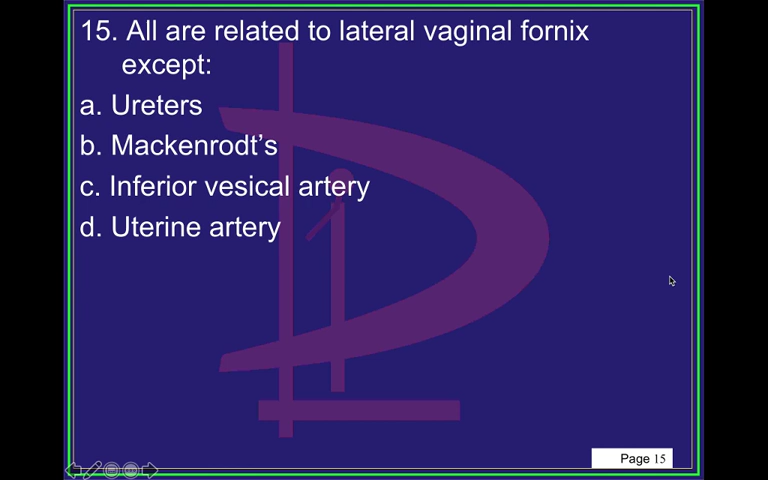 15. All are related to lateral vaginal fornix
except:
a. Ureters
b. Mackenrodt’s
c. Inferior vesical artery
d. Uterine artery
Page 15